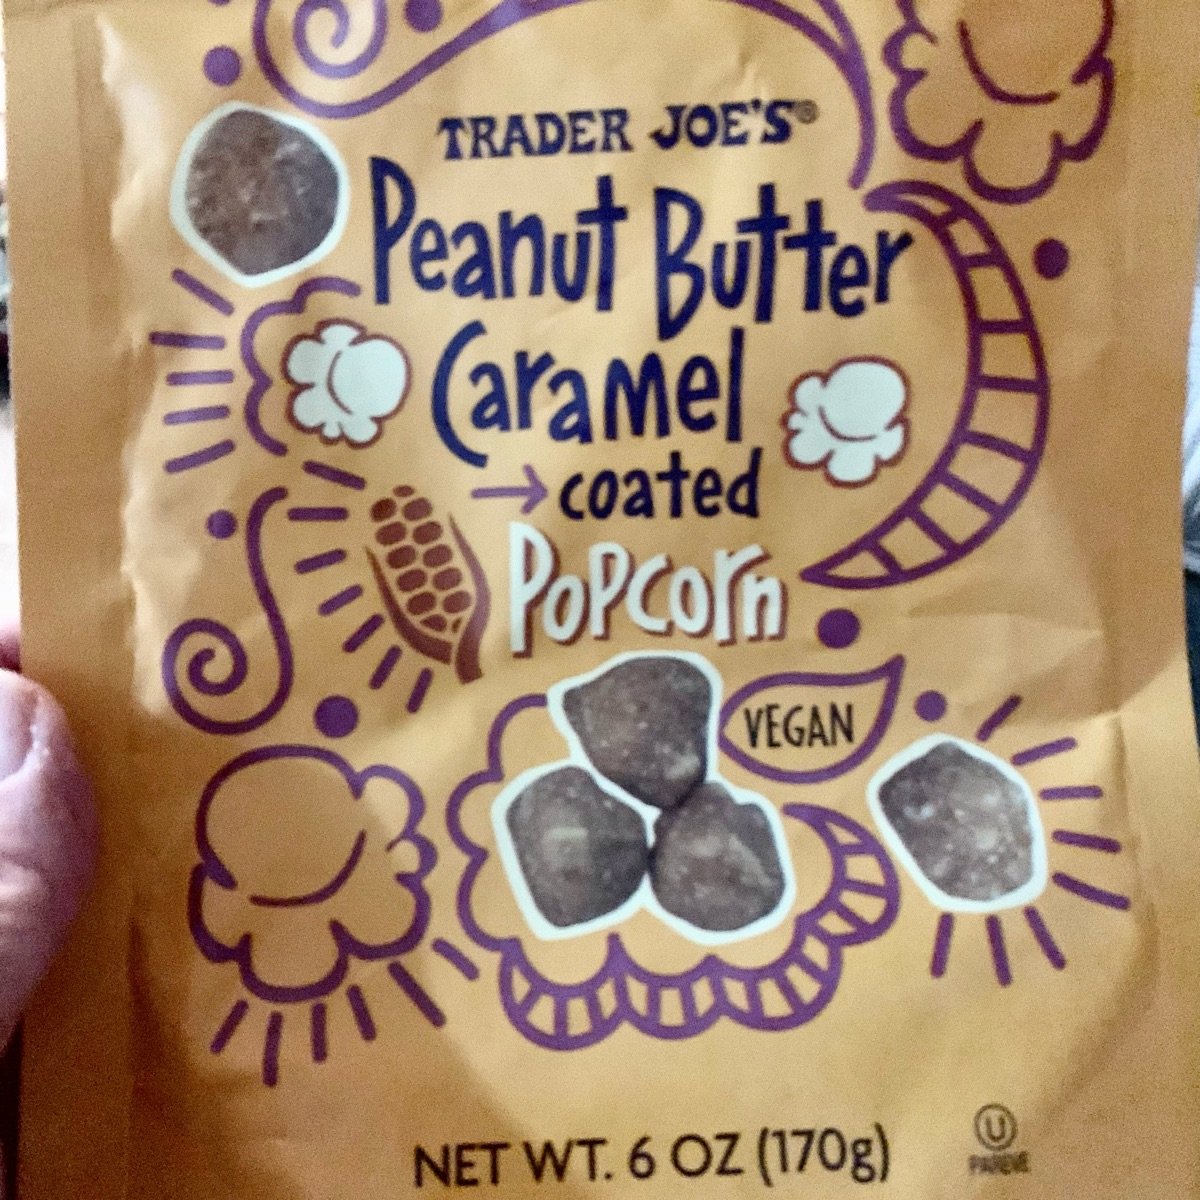 TRADER JOE'S®
Peanut Butter
Caramel
coated
Popcorn
VEGAN
NET WT. 6 OZ (170g)
U
PAREVE